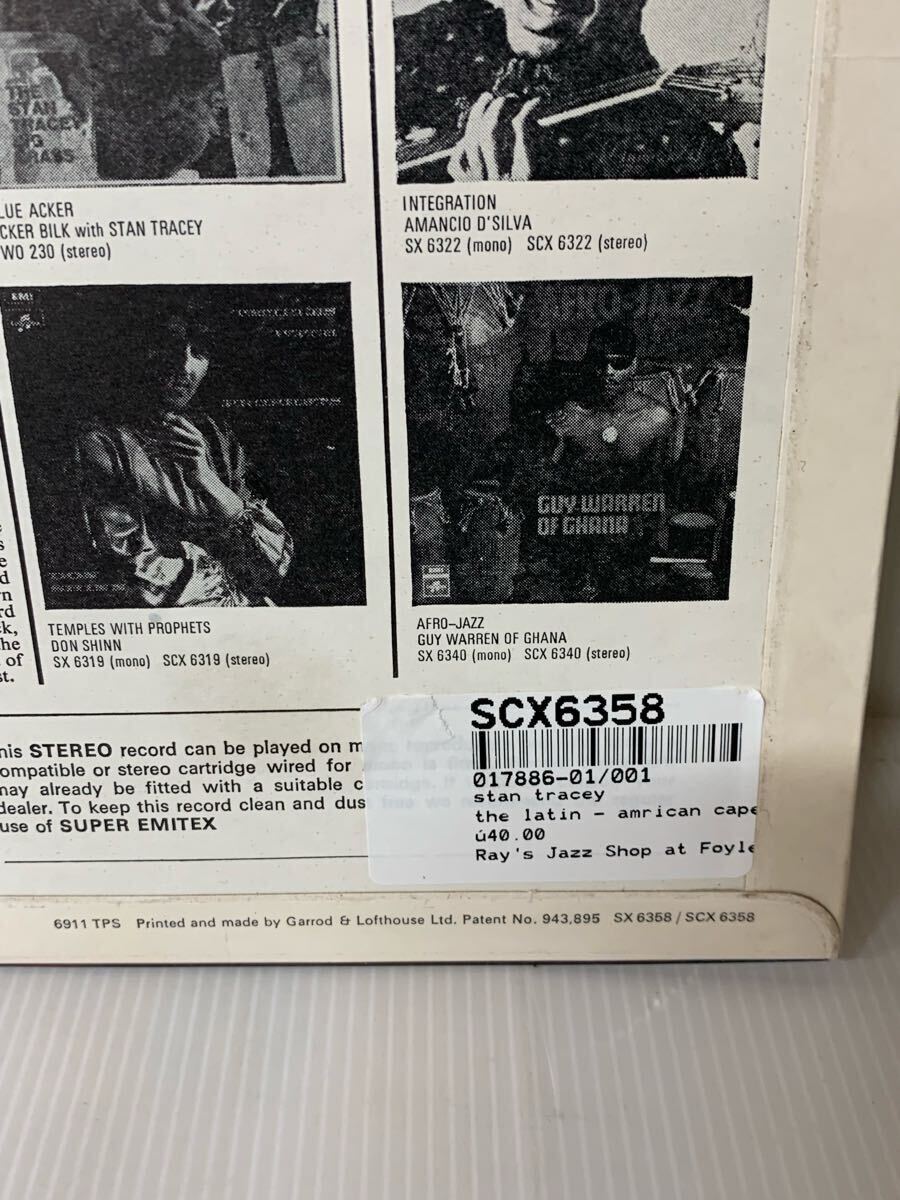 THE
STAN
TRACEY
LUE ACKER
CKER BILK with STAN TRACEY
WO 230 (stereo)
INTEGRATION
AMANCIO D'SILVA
SX 6322 (mono) SCX 6322 (stereo)
EMI
GUY WARREN
OF GHANA
TEMPLES WITH PROPHETS
DON SHINN
SX 6319 (mono) SCX 6319 (stereo)
AFRO-JAZZ
GUY WARREN OF GHANA
SX 6340 (mono) SCX 6340 (stereo)
s
e
d
rn
rd
k,
he
of
st.
his STEREO record can be played on m
ompatible or stereo cartridge wired for
may already be fitted with a suitable c
dealer. To keep this record clean and dus
use of SUPER EMITEX
SCX6358
017886-01/001
stan tracey
the latin - amrican cape
ú40.00
Ray's Jazz Shop at Foyle
6911 TPS Printed and made by Garrod & Lofthouse Ltd. Patent No. 943,895 SX 6358 / SCX 6358